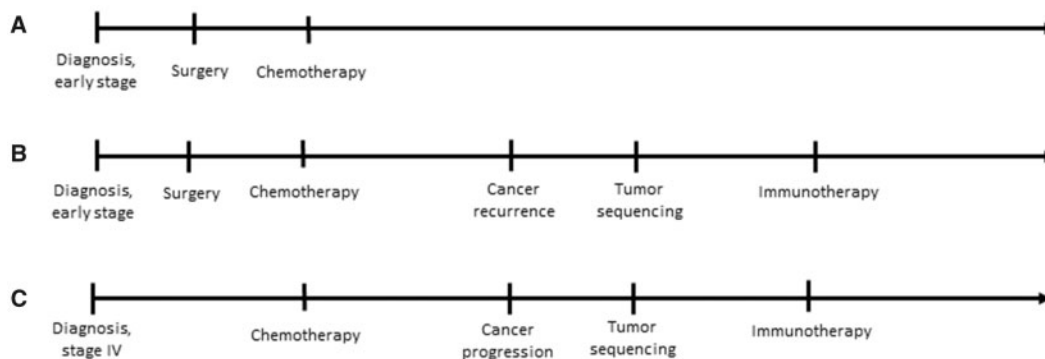 A
Diagnosis,
early stage
Surgery
Chemotherapy
B
Diagnosis,
early stage
Surgery
Chemotherapy
Cancer
recurrence
Tumor
sequencing
Immunotherapy
C
Diagnosis,
stage IV
Chemotherapy
Cancer
progression
Tumor
sequencing
Immunotherapy